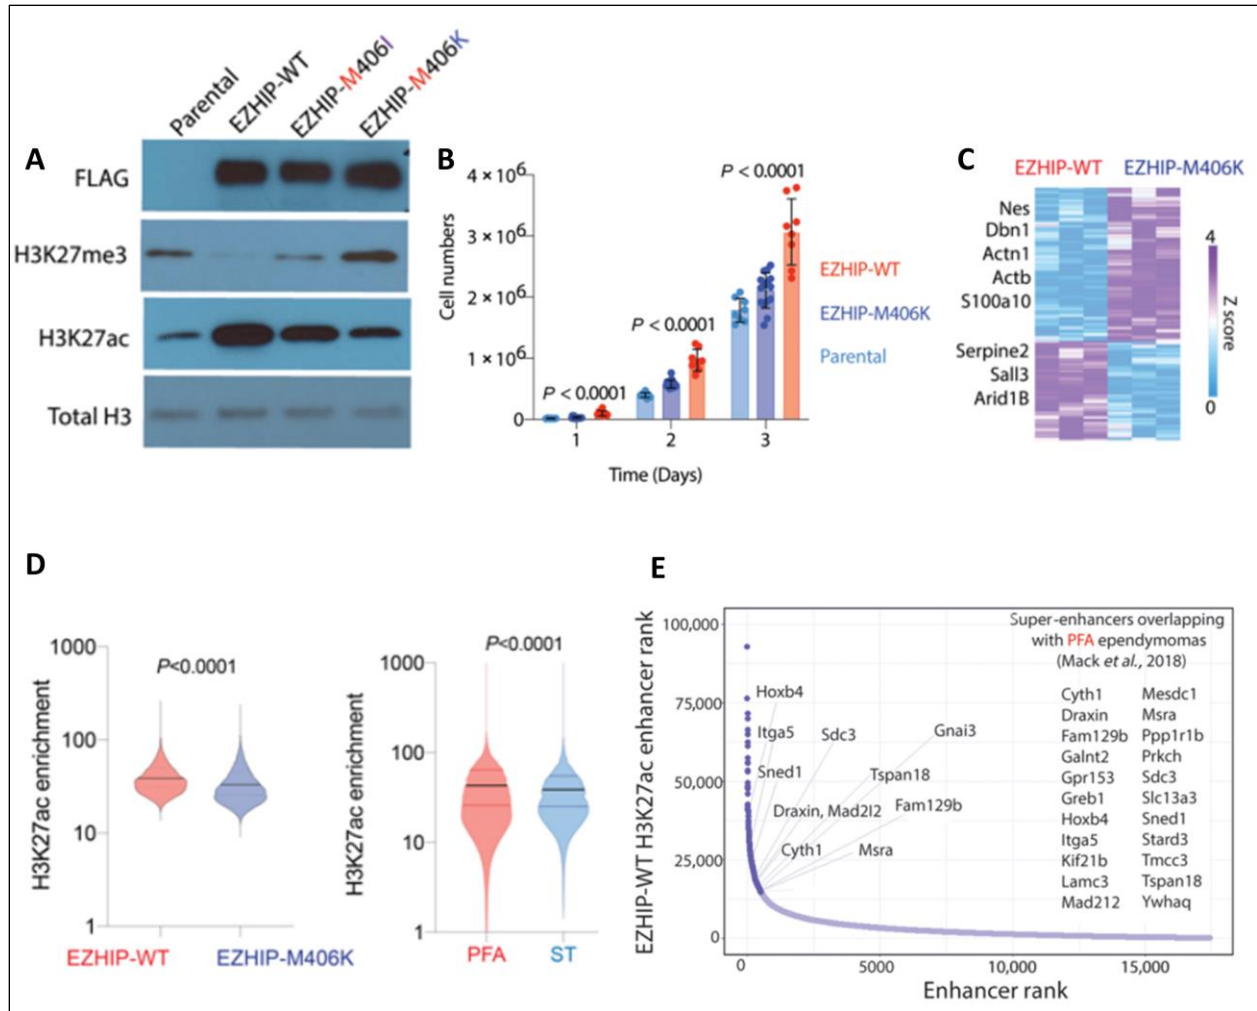 A
Parental
EZHIP-WT
EZHIP-M406I
EZHIP-M406K
FLAG
H3K27me3
H3K27ac
Total H3
B
Cell numbers
4 × 10⁶
3 × 10⁶
2 × 10⁶
1 × 10⁶
0
P < 0.0001
P < 0.0001
P < 0.0001
1
2
3
Time (Days)
EZHIP-WT
EZHIP-M406K
Parental
C
EZHIP-WT
EZHIP-M406K
Nes
Dbn1
Actn1
Actb
S100a10
Serpine2
Sall3
Arid1B
4
Z score
0
D
H3K27ac enrichment
1000
100
10
1
P<0.0001
EZHIP-WT
EZHIP-M406K
H3K27ac enrichment
1000
100
10
1
P<0.0001
PFA
ST
E
EZHIP-WT H3K27ac enhancer rank
100,000
75,000
50,000
25,000
0
Hoxb4
Itga5
Sdc3
Gnai3
Sned1
Tspan18
Draxin, Mad2l2
Fam129b
Cyth1
Msra
Super-enhancers overlapping
with PFA ependymomas
(Mack et al., 2018)
Cyth1 Mesdc1
Draxin Msra
Fam129b Ppp1r1b
Galnt2 Prkch
Gpr153 Sdc3
Greb1 Slc13a3
Hoxb4 Sned1
Itga5 Stard3
Kif21b Tmcc3
Lamc3 Tspan18
Mad212 Ywhaq
0
5000
10,000
15,000
Enhancer rank